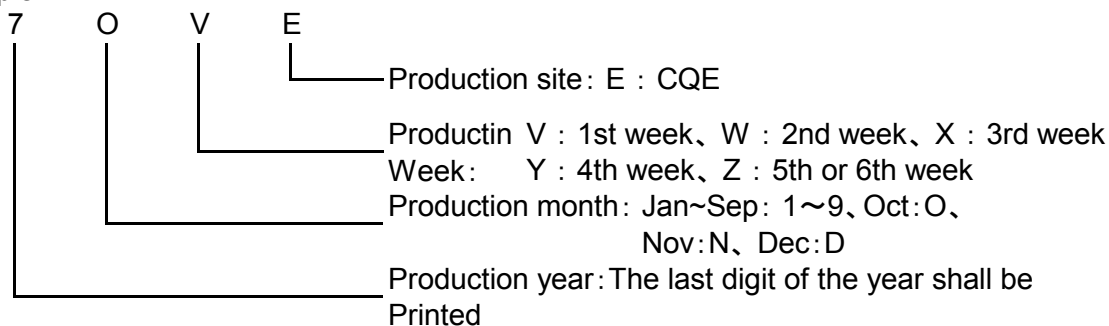 7 O V E
Production site: E : CQE
Productin V : 1st week、W : 2nd week、X : 3rd week
Week: Y : 4th week、Z : 5th or 6th week
Production month: Jan~Sep: 1～9、Oct:O、
Nov:N、Dec:D
Production year:The last digit of the year shall be
Printed